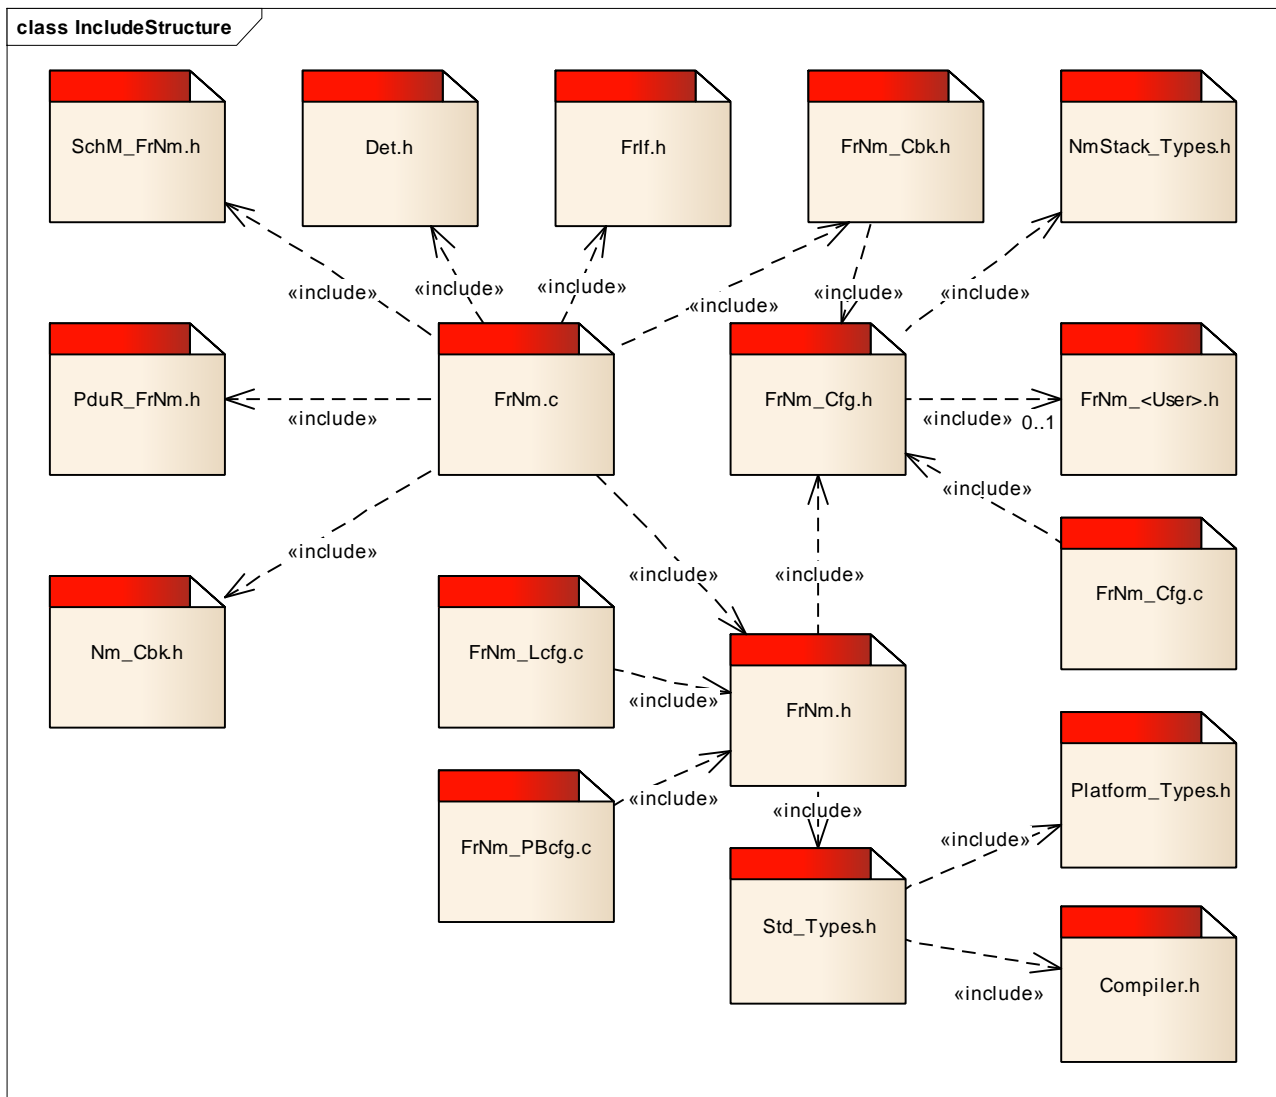 class IncludeStructure
SchM_FrNm.h
Det.h
FrIf.h
FrNm_Cbk.h
NmStack_Types.h
«include»
«include»
«include»
«include»
«include»
«include»
PduR_FrNm.h
FrNm.c
FrNm_Cfg.h
FrNm_<User>.h
«include»
«include»
0..1
«include»
«include»
«include»
«include»
Nm_Cbk.h
FrNm_Lcfg.c
FrNm_Cfg.c
«include»
FrNm.h
«include»
«include»
FrNm_PBcfg.c
Platform_Types.h
«include»
Std_Types.h
«include»
Compiler.h